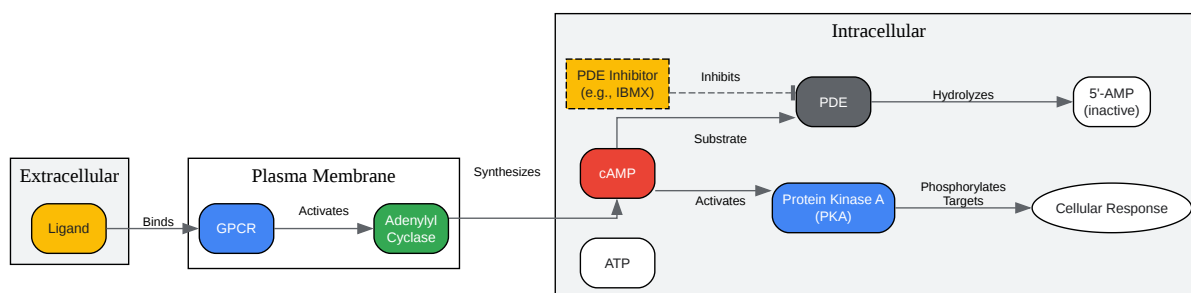 Intracellular
PDE Inhibitor
(e.g., IBMX)
Inhibits
PDE
Hydrolyzes
5'-AMP
(inactive)
Substrate
Extracellular
Plasma Membrane
Synthesizes
cAMP
Activates
Protein Kinase A
(PKA)
Phosphorylates
Targets
Cellular Response
Ligand
Binds
GPCR
Activates
Adenylyl
Cyclase
ATP